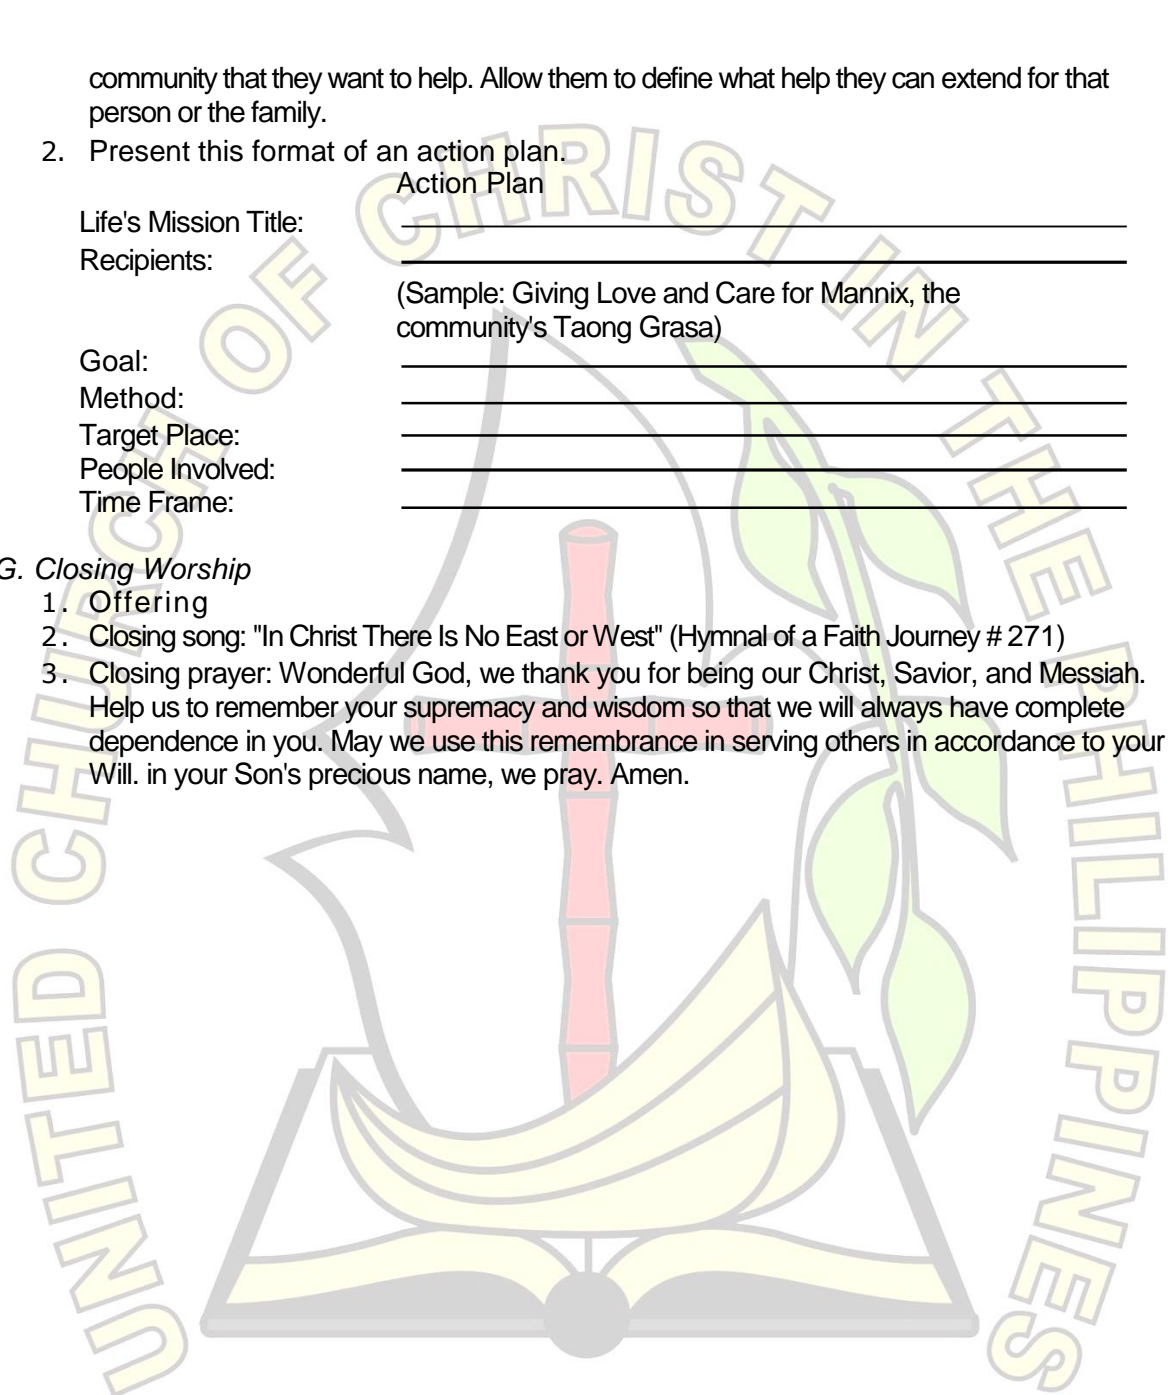 community that they want to help. Allow them to define what help they can extend for that
person or the family.
2. Present this format of an action plan.
Action Plan
Life's Mission Title:
Recipients:
(Sample: Giving Love and Care for Mannix, the
community's Taong Grasa)
Goal:
Method:
Target Place:
People Involved:
Time Frame:
G. Closing Worship
1. Offering
2. Closing song: "In Christ There Is No East or West" (Hymnal of a Faith Journey # 271)
3. Closing prayer: Wonderful God, we thank you for being our Christ, Savior, and Messiah.
Help us to remember your supremacy and wisdom so that we will always have complete
dependence in you. May we use this remembrance in serving others in accordance to your
Will. in your Son's precious name, we pray. Amen.
UNITED CHURCH OF CHRIST IN THE PHILIPPINES